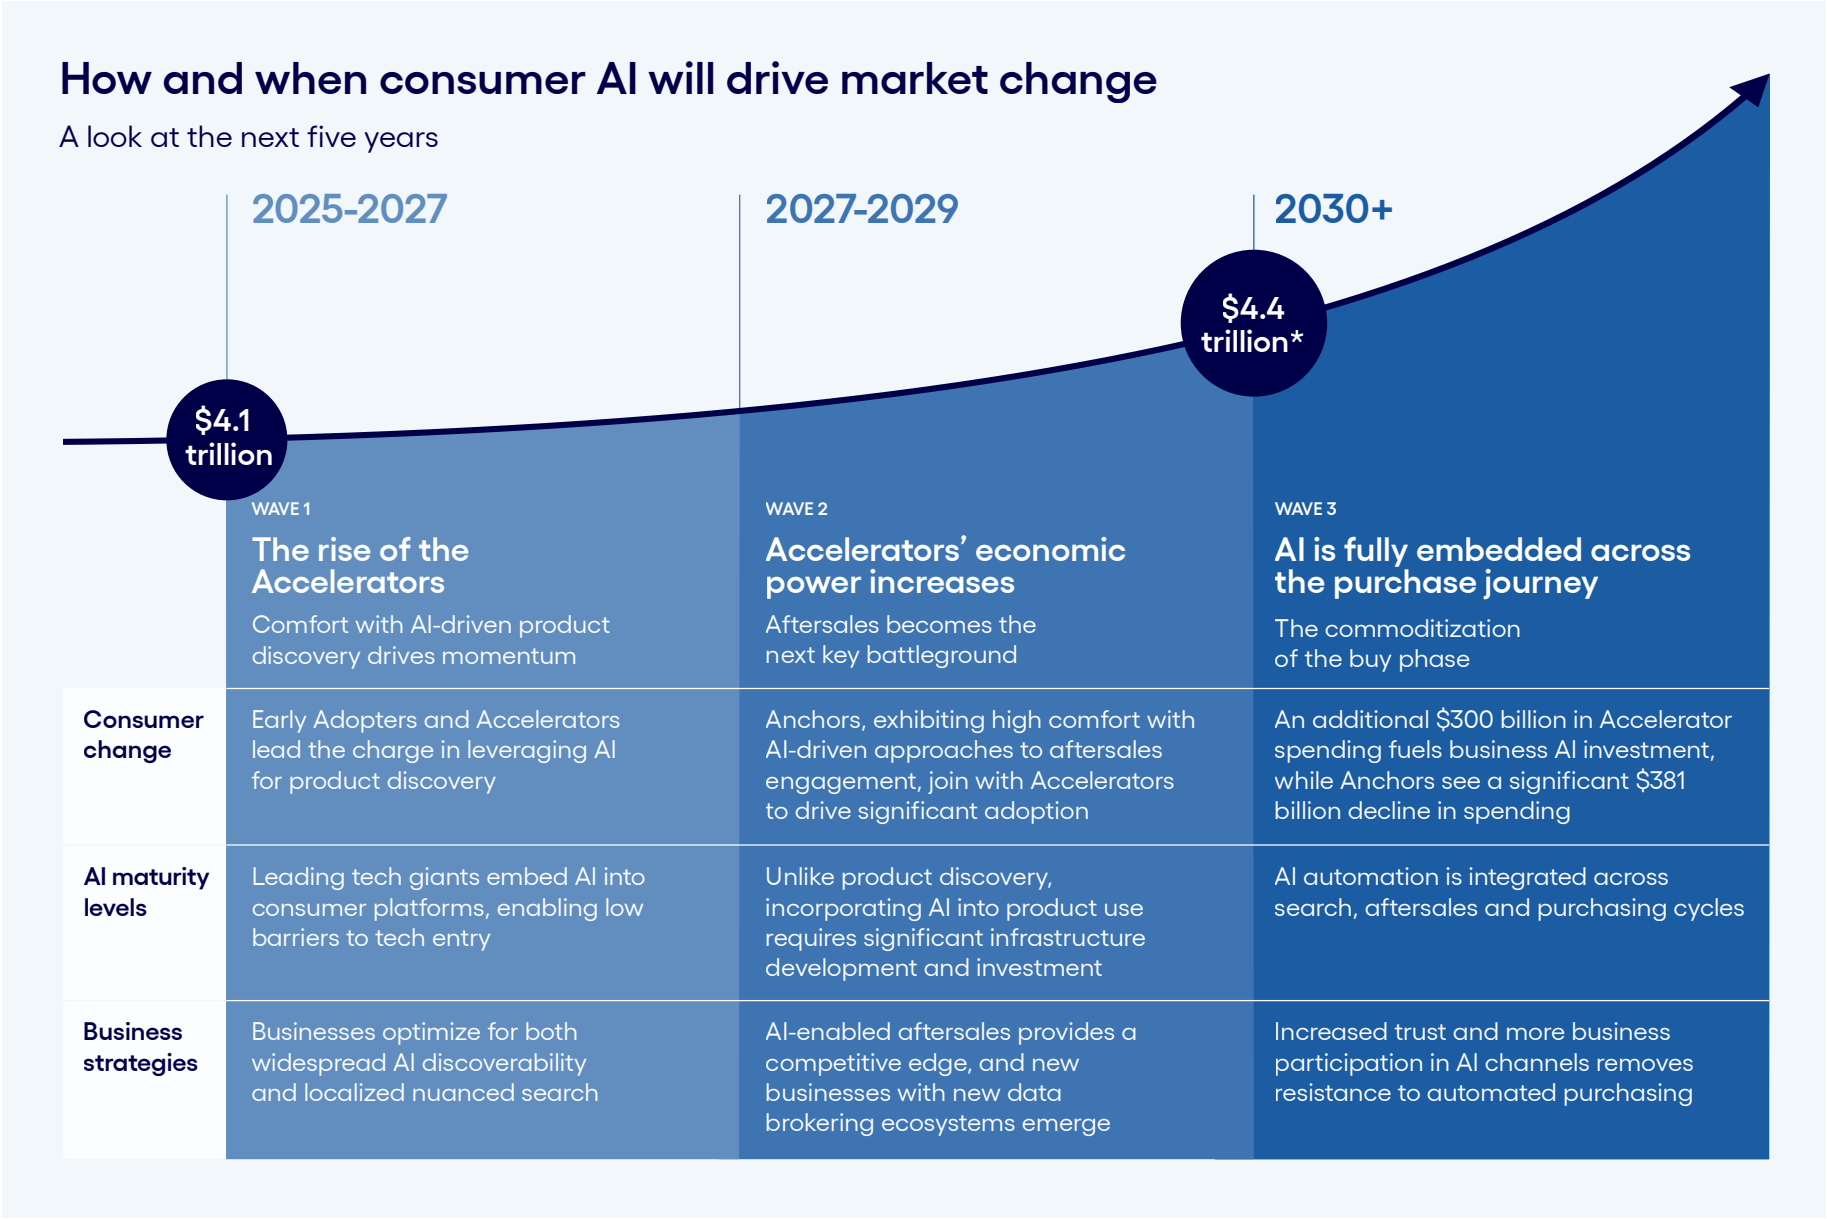 How and when consumer AI will drive market change
A look at the next five years
2025-2027
2027-2029
2030+
$4.1
trillion
$4.4
trillion*
WAVE 1
The rise of the
Accelerators
Comfort with AI-driven product
discovery drives momentum
WAVE 2
Accelerators’ economic
power increases
Aftersales becomes the
next key battleground
WAVE 3
AI is fully embedded across
the purchase journey
The commoditization
of the buy phase
Consumer
change
Early Adopters and Accelerators
lead the charge in leveraging AI
for product discovery
Anchors, exhibiting high comfort with
AI-driven approaches to aftersales
engagement, join with Accelerators
to drive significant adoption
An additional $300 billion in Accelerator
spending fuels business AI investment,
while Anchors see a significant $381
billion decline in spending
AI maturity
levels
Leading tech giants embed AI into
consumer platforms, enabling low
barriers to tech entry
Unlike product discovery,
incorporating AI into product use
requires significant infrastructure
development and investment
AI automation is integrated across
search, aftersales and purchasing cycles
Business
strategies
Businesses optimize for both
widespread AI discoverability
and localized nuanced search
AI-enabled aftersales provides a
competitive edge, and new
businesses with new data
brokering ecosystems emerge
Increased trust and more business
participation in AI channels removes
resistance to automated purchasing